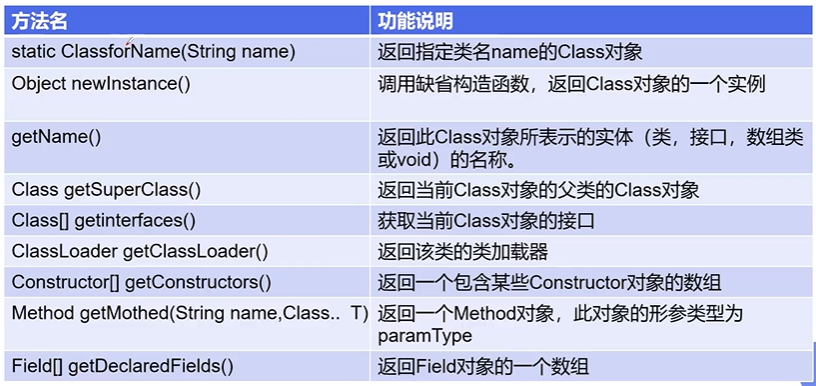 方法名 功能说明
static ClassforName(String name) 返回指定类名name的Class对象
Object newInstance() 调用缺省构造函数，返回Class对象的一个实例
getName() 返回此Class对象所表示的实体（类，接口，数组类
或void）的名称。
Class getSuperClass() 返回当前Class对象的父类的Class对象
Class[] getinterfaces() 获取当前Class对象的接口
ClassLoader getClassLoader() 返回该类的类加载器
Constructor[] getConstructors() 返回一个包含某些Constructor对象的数组
Method getMothed(String name,Class.. T) 返回一个Method对象，此对象的形参类型为
paramType
Field[] getDeclaredFields() 返回Field对象的一个数组